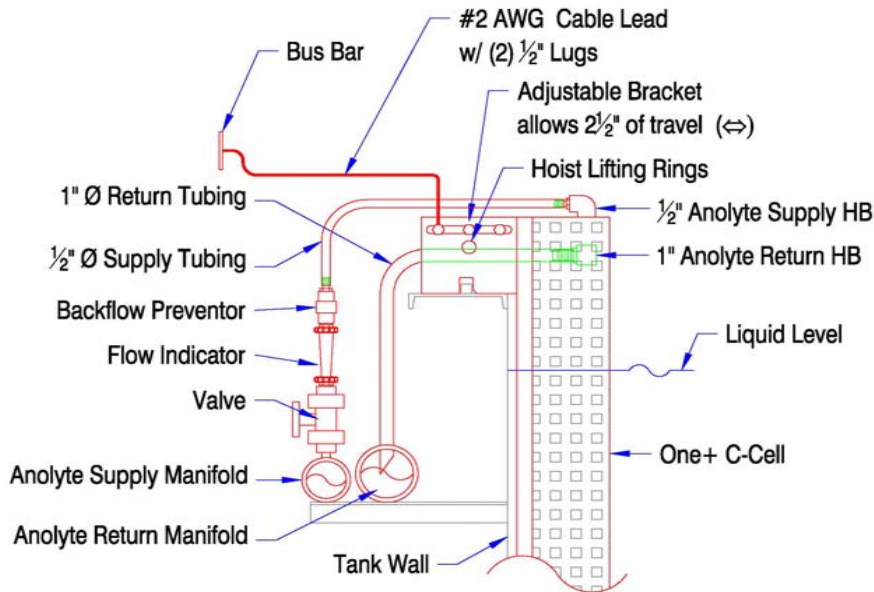 #2 AWG Cable Lead
w/ (2) ½" Lugs
Bus Bar
Adjustable Bracket
allows 2½" of travel (⇔)
Hoist Lifting Rings
1" Ø Return Tubing
½" Anolyte Supply HB
½" Ø Supply Tubing
1" Anolyte Return HB
Backflow Preventor
Liquid Level
Flow Indicator
Valve
One+ C-Cell
Anolyte Supply Manifold
Anolyte Return Manifold
Tank Wall